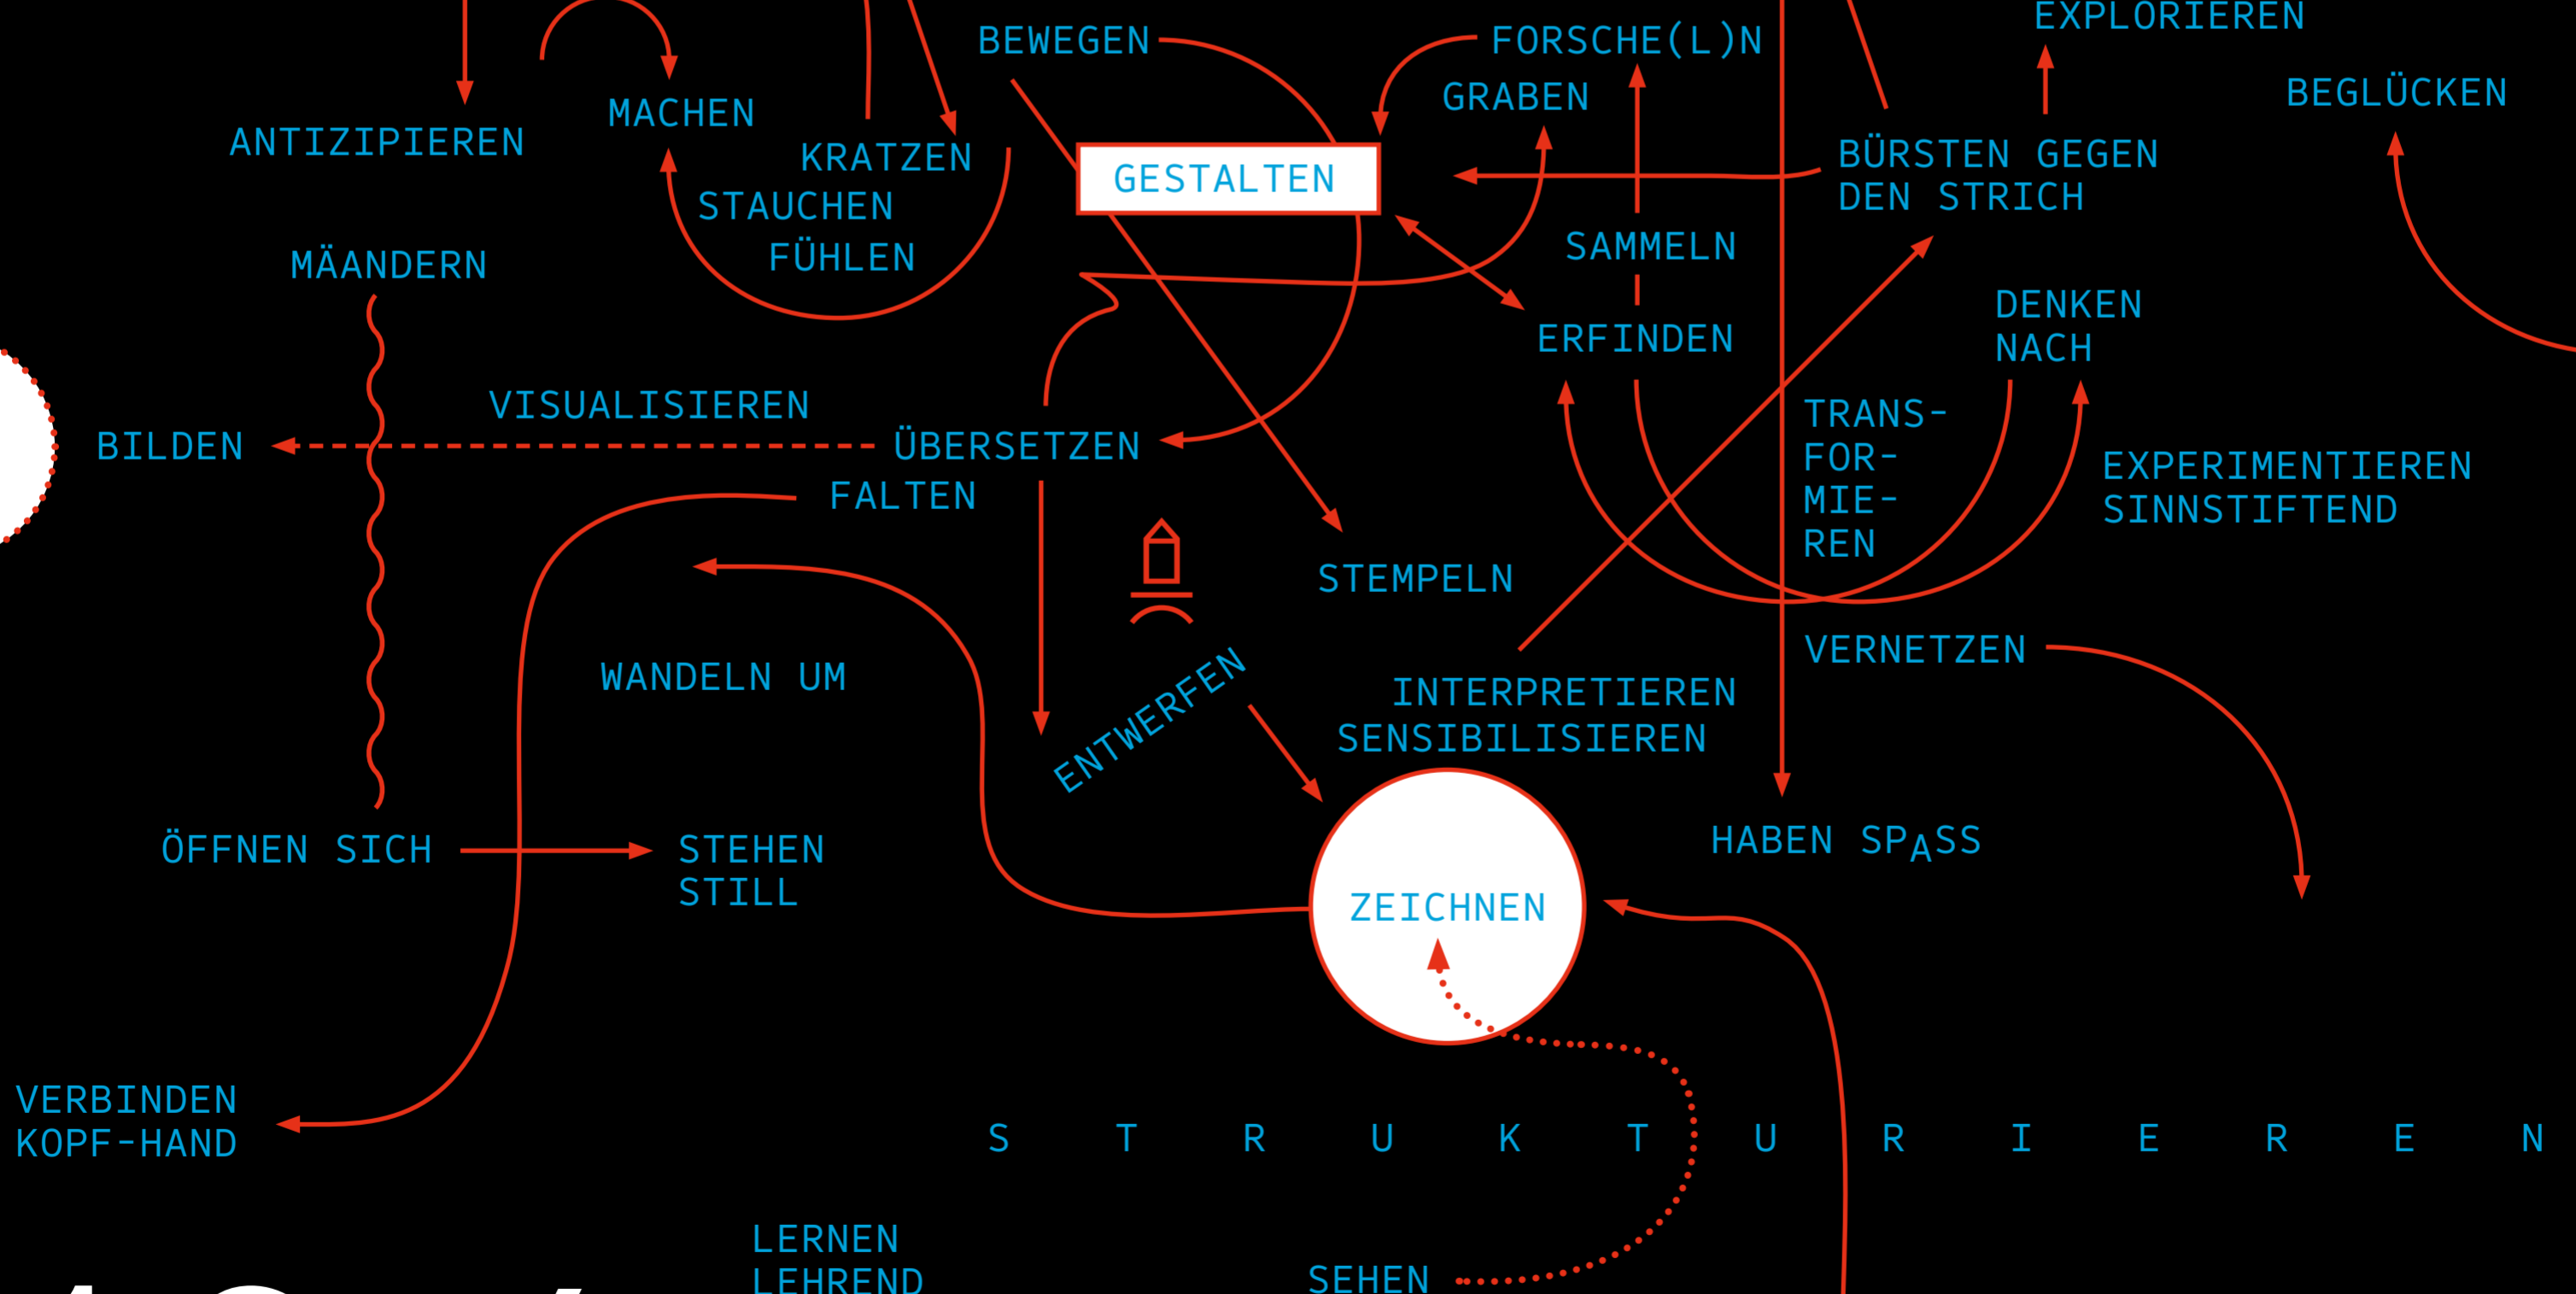 EXPLORIEREN
BEWEGEN
FORSCHE(L)N
GRABEN
BEGLÜCKEN
MACHEN
ANTIZIPIEREN
KRATZEN
GESTALTEN
BÜRSTEN GEGEN
DEN STRICH
STAUCHEN
FÜHLEN
SAMMELN
MÄANDERN
DENKEN
NACH
ERFINDEN
VISUALISIEREN
TRANS-
FOR-
MIE-
REN
BILDEN
ÜBERSETZEN
EXPERIMENTIEREN
SINNSTIFTEND
FALTEN
STEMPELN
VERNETZEN
WANDELN UM
ENTWERFEN
INTERPRETIEREN
SENSIBILISIEREN
HABEN SPASS
ÖFFNEN SICH
STEHEN
STILL
ZEICHNEN
VERBINDEN
KOPF-HAND
S T R U K T U R I E R E N
LERNEN
LEHREND
SEHEN